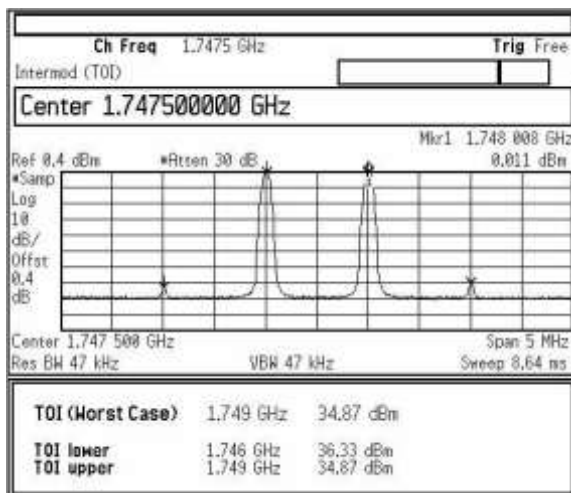 Ch Freq 1.7475 GHz Trig Free
Intermod (TOI)
Center 1.747500000 GHz
Mkr1 1.748 008 GHz
Ref 0.4 dBm *Atten 30 dB 0.011 dBm
*Samp
Log
10
dB/
Offst
0.4
dB
Center 1.747 500 GHz Span 5 MHz
Res BW 47 kHz VBW 47 kHz Sweep 8.64 ms
TOI (Worst Case) 1.749 GHz 34.87 dBm
TOI lower 1.746 GHz 36.33 dBm
TOI upper 1.749 GHz 34.87 dBm